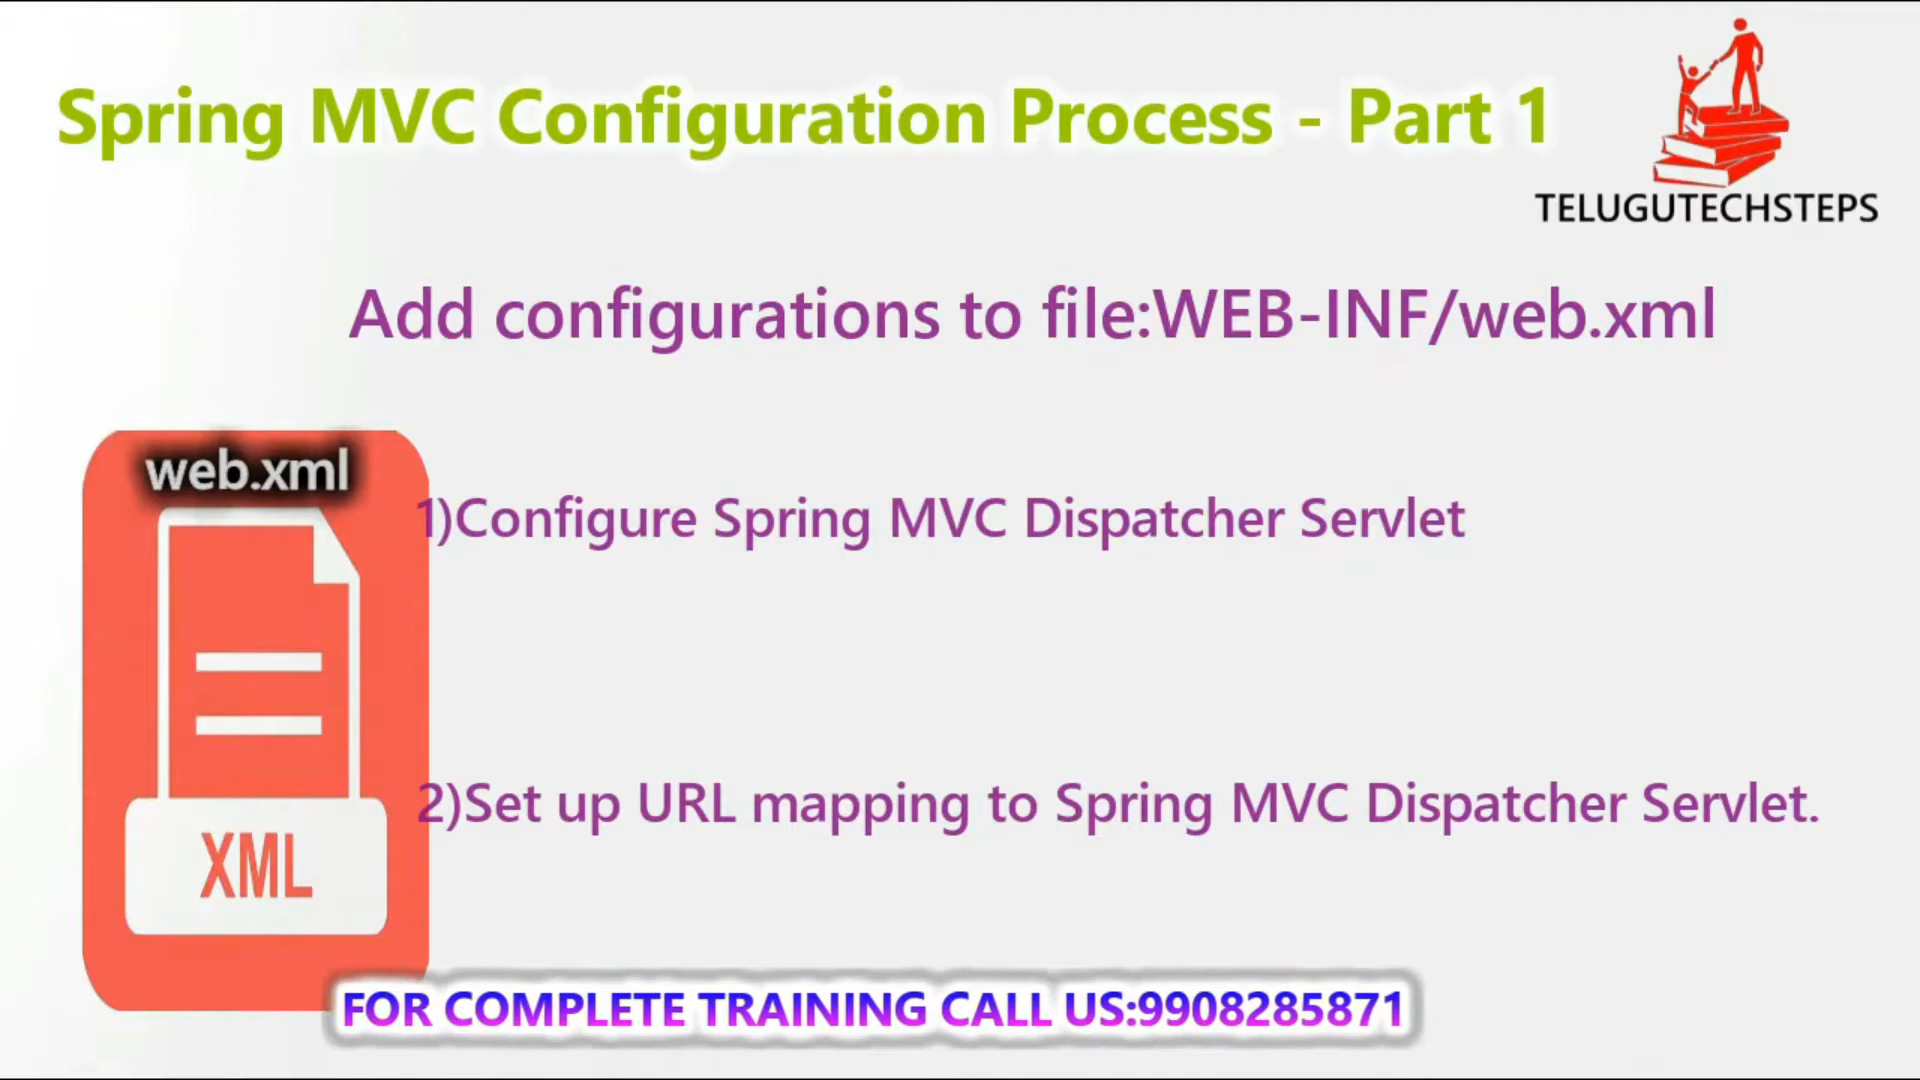 Spring MVC Configuration Process - Part 1
TELUGUTECHSTEPS
Add configurations to file:WEB-INF/web.xml
web.xml
1)Configure Spring MVC Dispatcher Servlet
2)Set up URL mapping to Spring MVC Dispatcher Servlet.
XML
FOR COMPLETE TRAINING CALL US:9908285871